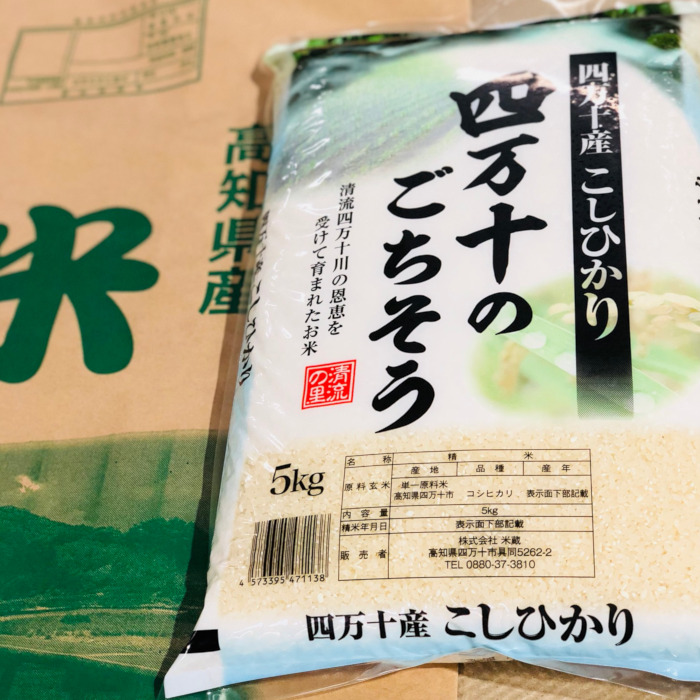 米
高知県産
四万十産 こしひかり
四万十の
ごちそう
清流四万十川の恩恵を
受けて育まれたお米
清流
の里
5kg
名 称 精 米
産 地 品 種 産 年
原料玄米 単一原料米
高知県四万十市 コシヒカリ 表示面下部記載
内容量 5kg
精米年月日 表示面下部記載
販売者 株式会社 米蔵
高知県四万十市具同5262-2
TEL 0880-37-3810
4 573395 471138
四万十産 こしひかり